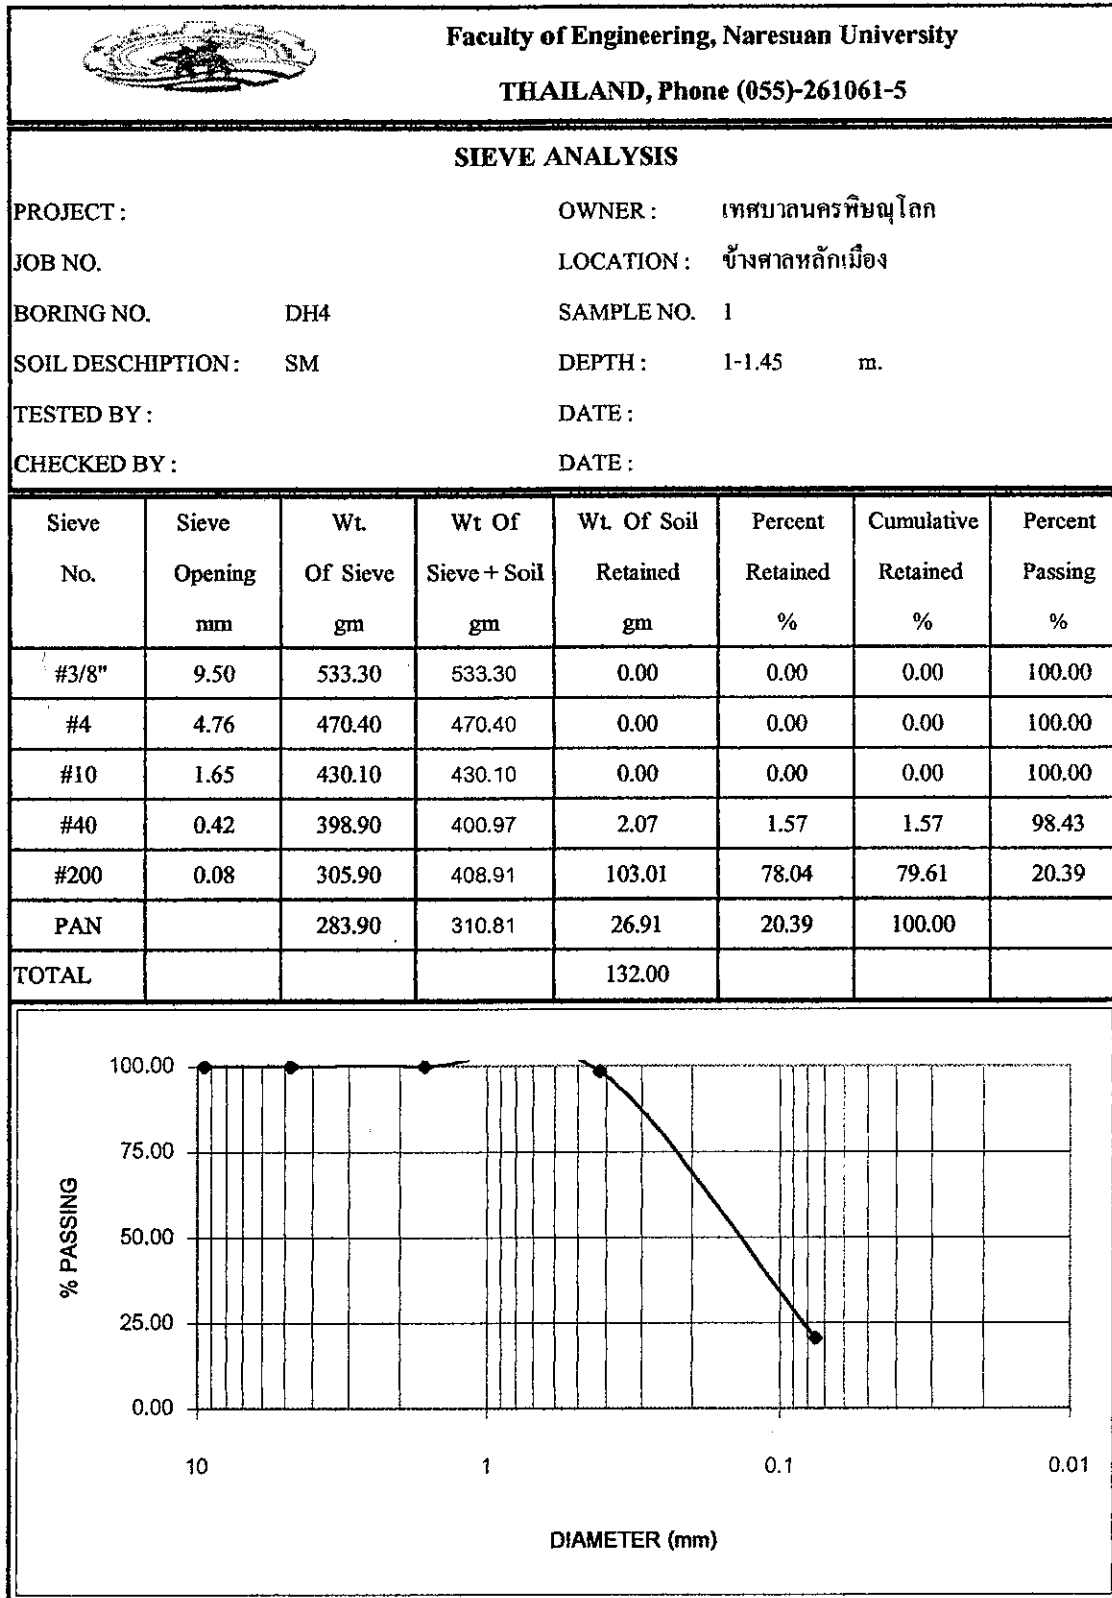 Faculty of Engineering, Naresuan University
THAILAND, Phone (055)-261061-5
SIEVE ANALYSIS
PROJECT : OWNER : เทศบาลนครพิษณุโลก
JOB NO. LOCATION : ข้างศาลหลักเมือง
BORING NO. DH4 SAMPLE NO. 1
SOIL DESCHIPTION : SM DEPTH : 1-1.45 m.
TESTED BY : DATE :
CHECKED BY : DATE :
Sieve Sieve Wt. Wt Of Wt. Of Soil Percent Cumulative Percent
No. Opening Of Sieve Sieve + Soil Retained Retained Retained Passing
mm gm gm gm % % %
#3/8" 9.50 533.30 533.30 0.00 0.00 0.00 100.00
#4 4.76 470.40 470.40 0.00 0.00 0.00 100.00
#10 1.65 430.10 430.10 0.00 0.00 0.00 100.00
#40 0.42 398.90 400.97 2.07 1.57 1.57 98.43
#200 0.08 305.90 408.91 103.01 78.04 79.61 20.39
PAN 283.90 310.81 26.91 20.39 100.00
TOTAL 132.00
100.00
75.00
50.00
25.00
0.00
% PASSING
10 1 0.1 0.01
DIAMETER (mm)